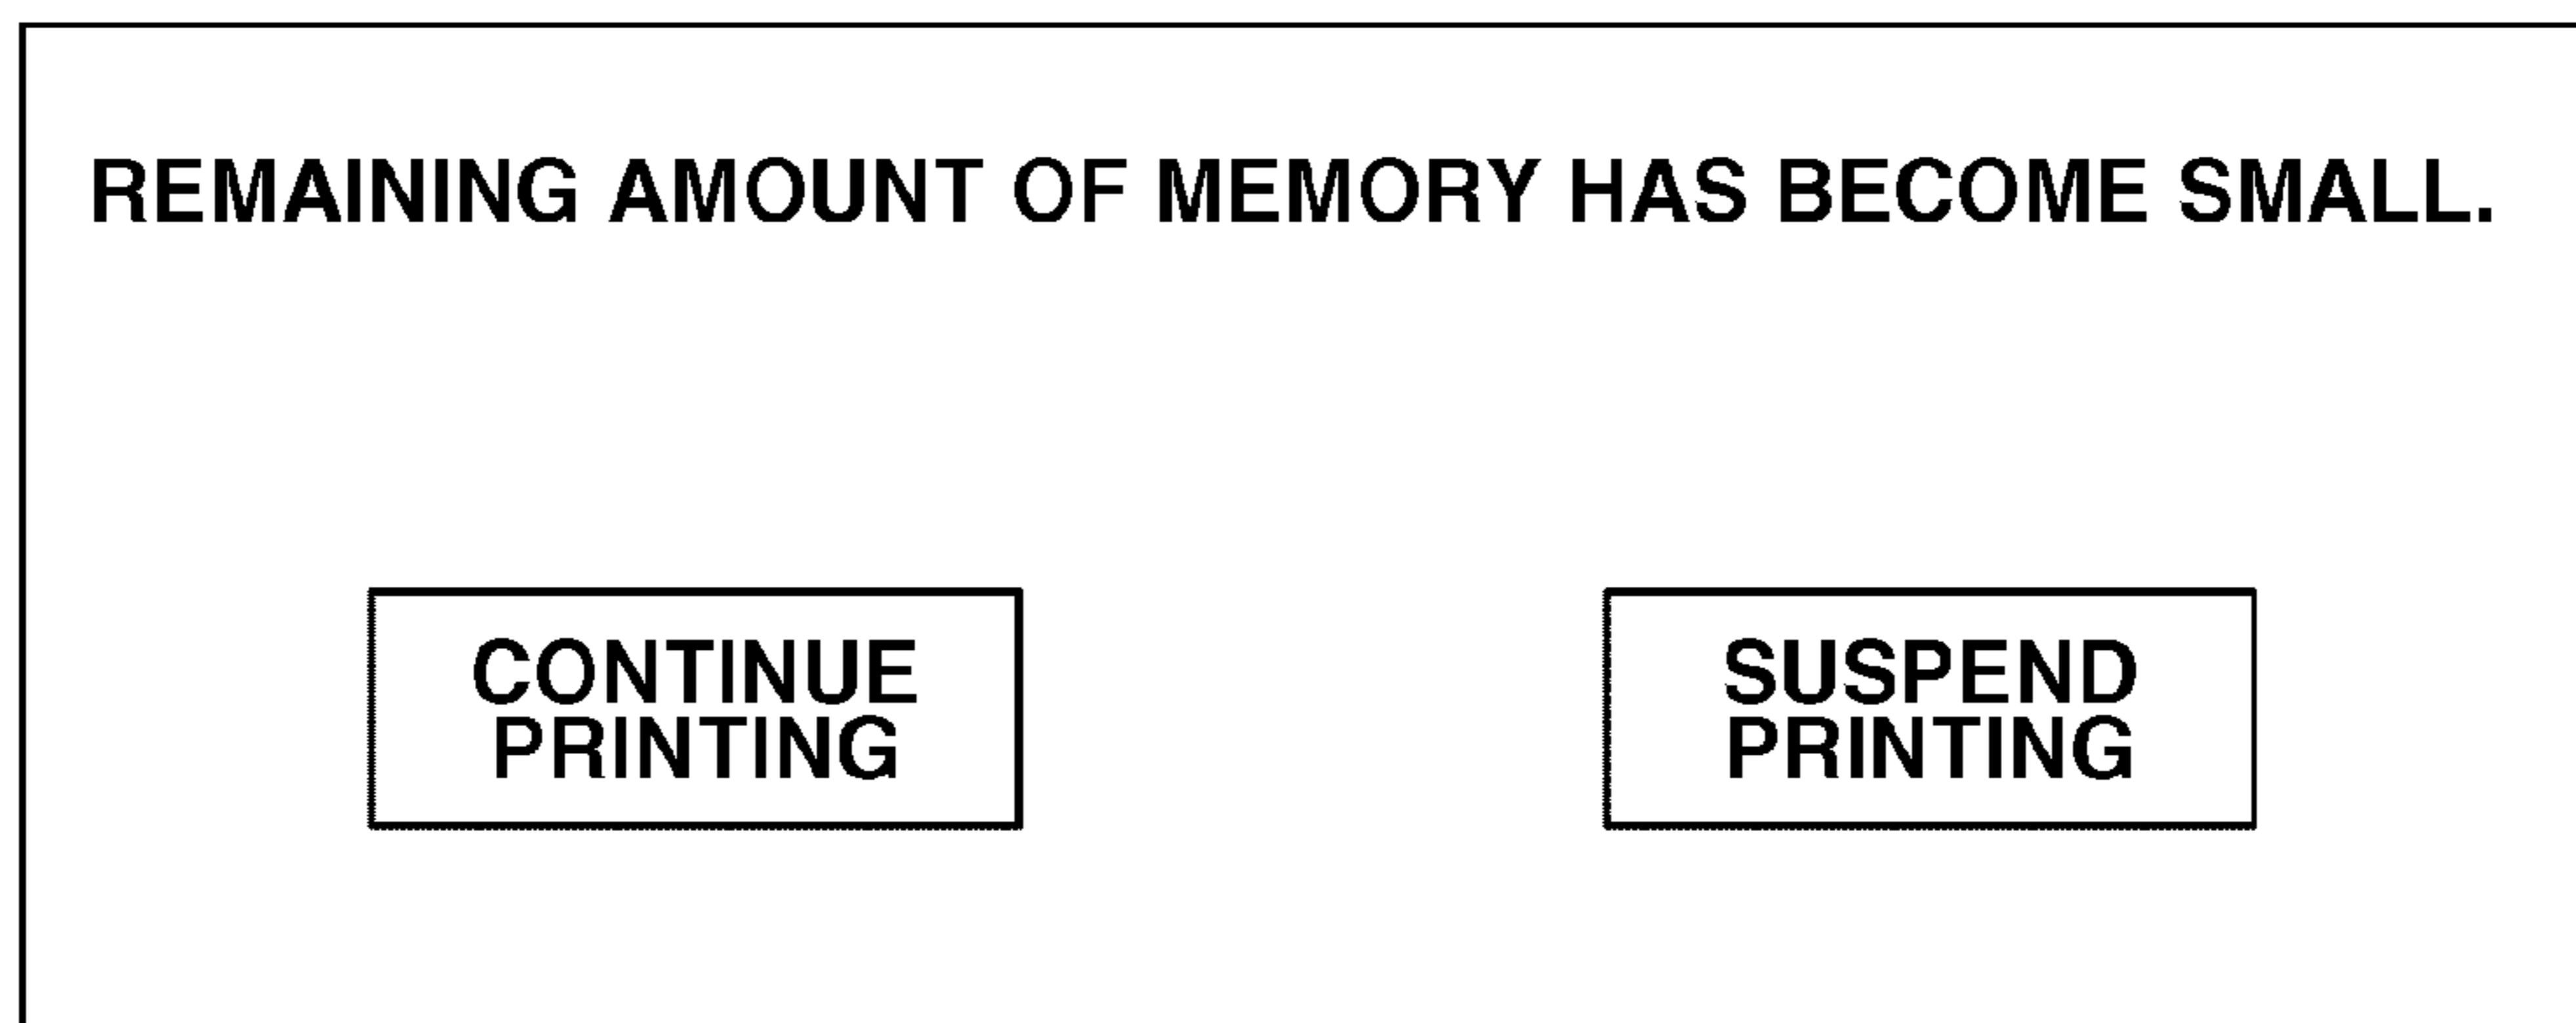 REMAINING AMOUNT OF MEMORY HAS BECOME SMALL.
CONTINUE
PRINTING
SUSPEND
PRINTING